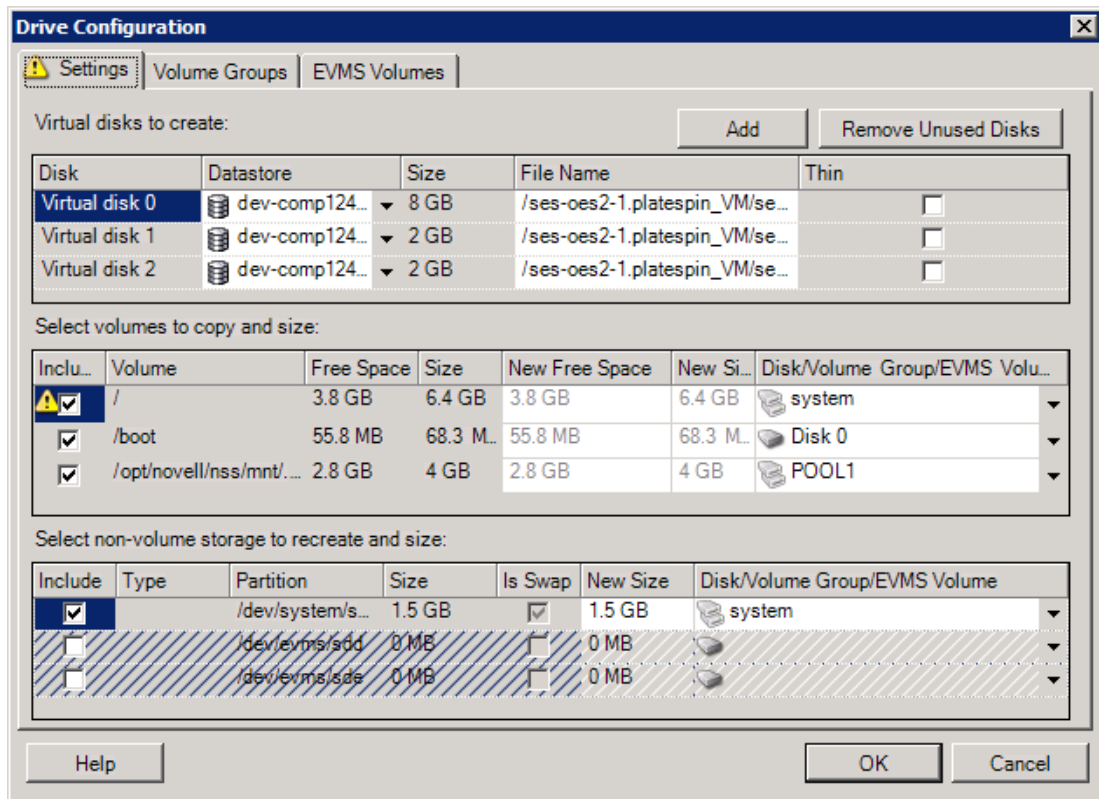 Drive Configuration
Settings Volume Groups EVMS Volumes
Virtual disks to create: Add Remove Unused Disks
Disk Datastore Size File Name Thin
Virtual disk 0 dev-comp124... 8 GB /ses-oes2-1.platespin_VM/se...
Virtual disk 1 dev-comp124... 2 GB /ses-oes2-1.platespin_VM/se...
Virtual disk 2 dev-comp124... 2 GB /ses-oes2-1.platespin_VM/se...
Select volumes to copy and size:
Inclu... Volume Free Space Size New Free Space New Si... Disk/Volume Group/EVMS Volu...
/ 3.8 GB 6.4 GB 3.8 GB 6.4 GB system
/boot 55.8 MB 68.3 M... 55.8 MB 68.3 M... Disk 0
/opt/novell/nss/mnt/.... 2.8 GB 4 GB 2.8 GB 4 GB POOL1
Select non-volume storage to recreate and size:
Include Type Partition Size Is Swap New Size Disk/Volume Group/EVMS Volume
/dev/system/s... 1.5 GB 1.5 GB system
/dev/evms/sdd 0 MB 0 MB
/dev/evms/sde 0 MB 0 MB
Help OK Cancel